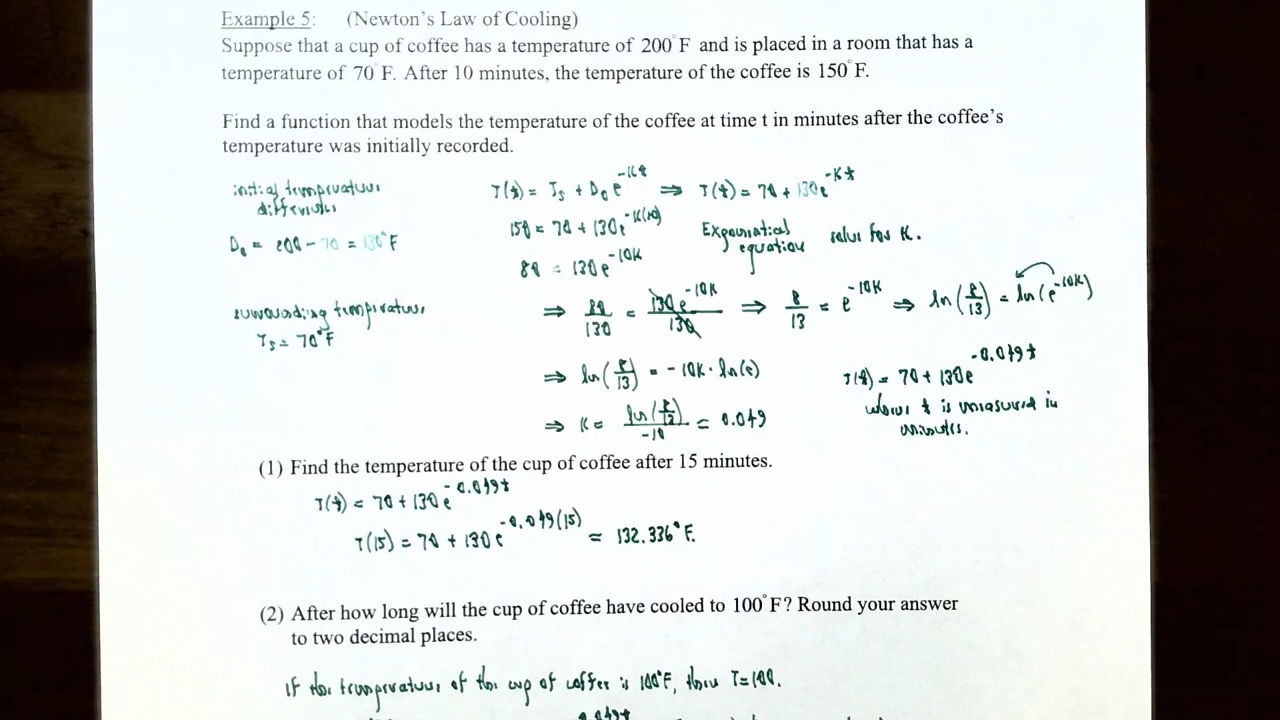 Example 5: (Newton's Law of Cooling)
Suppose that a cup of coffee has a temperature of 200°F and is placed in a room that has a
temperature of 70°F. After 10 minutes, the temperature of the coffee is 150°F.
Find a function that models the temperature of the coffee at time t in minutes after the coffee's
temperature was initially recorded.
initial temperature
difference
D₀ = 200 - 70 = 130°F
surrounding temperature
Tₛ = 70°F
T(t) = Tₛ + D₀e^(-Kt) ⇒ T(t) = 70 + 130e^(-Kt)
150 = 70 + 130e^(-K(10))
Exponential equation solve for K.
80 = 130e^(-10K)
⇒ 80/130 = 130e^(-10K)/130 ⇒ 8/13 = e^(-10K) ⇒ ln(8/13) = ln(e^(-10K))
⇒ ln(8/13) = -10K · ln(e)
⇒ K = ln(8/13)/-10 = 0.049
T(t) = 70 + 130e^(-0.049t)
where t is measured in
minutes.
(1) Find the temperature of the cup of coffee after 15 minutes.
T(t) = 70 + 130e^(-0.049t)
T(15) = 70 + 130e^(-0.049(15)) = 132.336°F.
(2) After how long will the cup of coffee have cooled to 100°F? Round your answer
to two decimal places.
If the temperature of the cup of coffee is 100°F, then T=100.